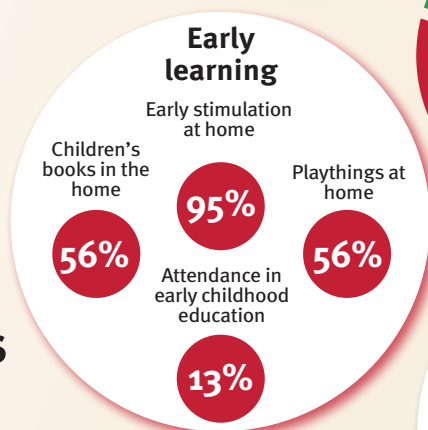 Early
learning
Early stimulation
at home
95%
Children’s
books in the
home
56%
Playthings at
home
56%
Attendance in
early childhood
education
13%
s